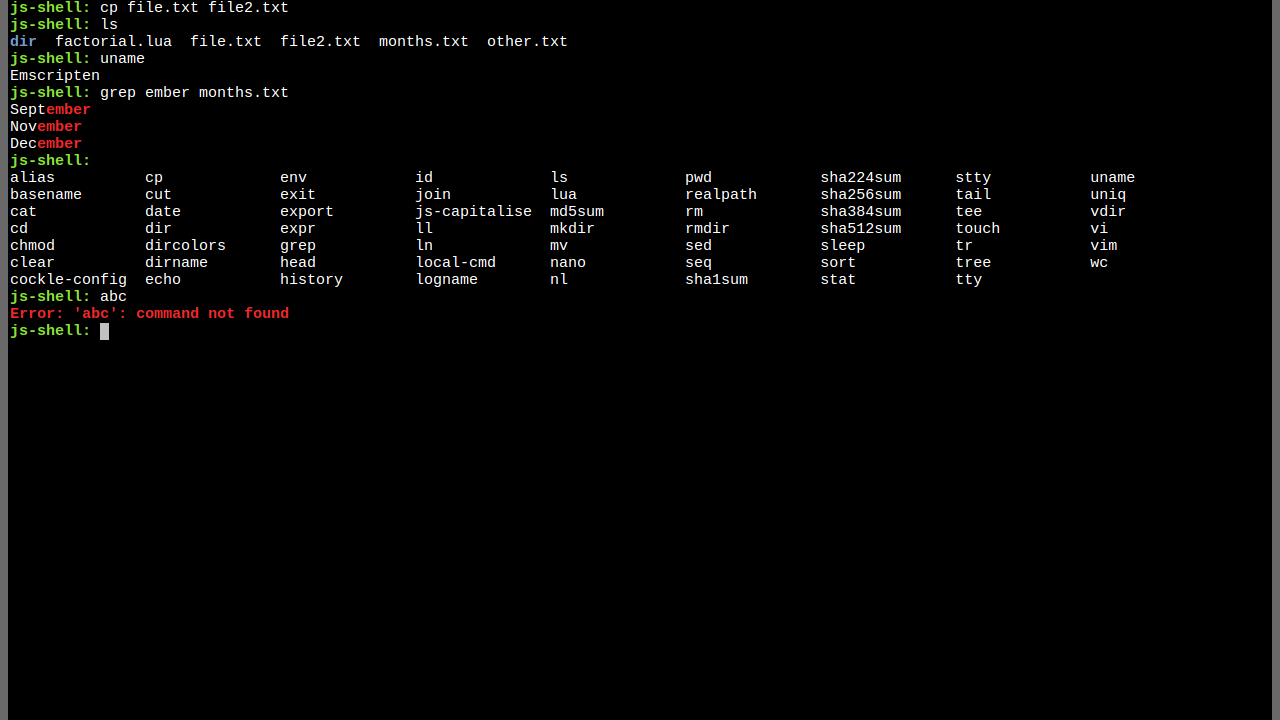 js-shell: cp file.txt file2.txt
js-shell: ls
dir  factorial.lua  file.txt  file2.txt  months.txt  other.txt
js-shell: uname
Emscripten
js-shell: grep ember months.txt
September
November
December
js-shell:
alias          cp             env            id             ls             pwd            sha224sum      stty           uname
basename       cut            exit           join           lua            realpath       sha256sum      tail           uniq
cat            date           export         js-capitalise  md5sum         rm             sha384sum      tee            vdir
cd             dir            expr           ll             mkdir          rmdir          sha512sum      touch          vi
chmod          dircolors      grep           ln             mv             sed            sleep          tr             vim
clear          dirname        head           local-cmd      nano           seq            sort           tree           wc
cockle-config  echo           history        logname        nl             sha1sum        stat           tty
js-shell: abc
Error: 'abc': command not found
js-shell: